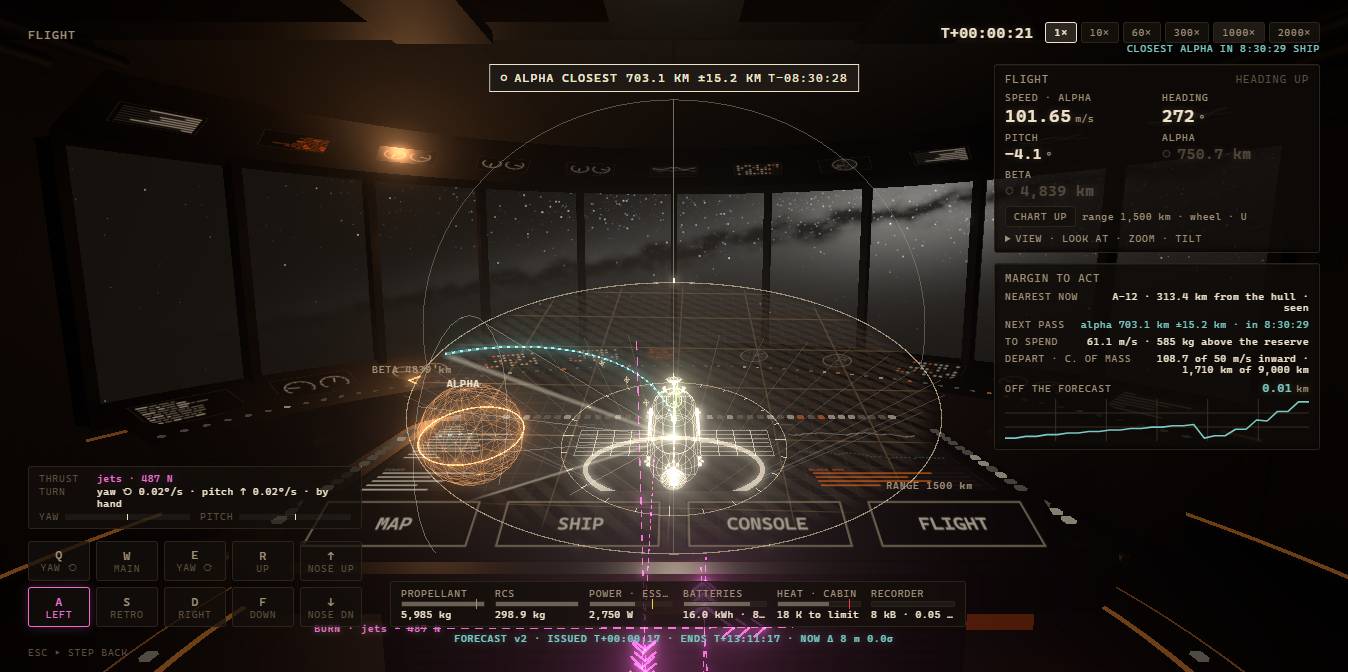 FLIGHT
T+00:00:21
1× 10× 60× 300× 1000× 2000×
CLOSEST ALPHA IN 8:30:29 SHIP
ALPHA CLOSEST 703.1 KM ±15.2 KM T−08:30:28
FLIGHT HEADING UP
SPEED · ALPHA HEADING
101.65 m/s 272 °
PITCH ALPHA
−4.1 ° 750.7 km
BETA
4,839 km
CHART UP range 1,500 km · wheel · U
▶ VIEW · LOOK AT · ZOOM · TILT
MARGIN TO ACT
NEAREST NOW A-12 · 313.4 km from the hull ·
seen
NEXT PASS alpha 703.1 km ±15.2 km · in 8:30:29
TO SPEND 61.1 m/s · 585 kg above the reserve
DEPART · C. OF MASS 108.7 of 50 m/s inward ·
1,710 km of 9,000 km
OFF THE FORECAST 0.01 km
BETA 4839 km
ALPHA
RANGE 1500 km
MAP SHIP CONSOLE FLIGHT
THRUST jets · 487 N
TURN yaw ⟲ 0.02°/s · pitch ↑ 0.02°/s · by
hand
YAW PITCH
Q W E R ↑
YAW MAIN YAW UP NOSE UP
A S D F ↓
LEFT RETRO RIGHT DOWN NOSE DN
PROPELLANT RCS POWER · ESS… BATTERIES HEAT · CABIN RECORDER
5,985 kg 298.9 kg 2,750 W 16.0 kWh · 8… 18 K to limit 8 kB · 0.05 …
BURN · jets · 487 N
FORECAST v2 · ISSUED T+00:00:17 · ENDS T+13:11:17 · NOW Δ 8 m 0.0σ
ESC ▸ STEP BACK